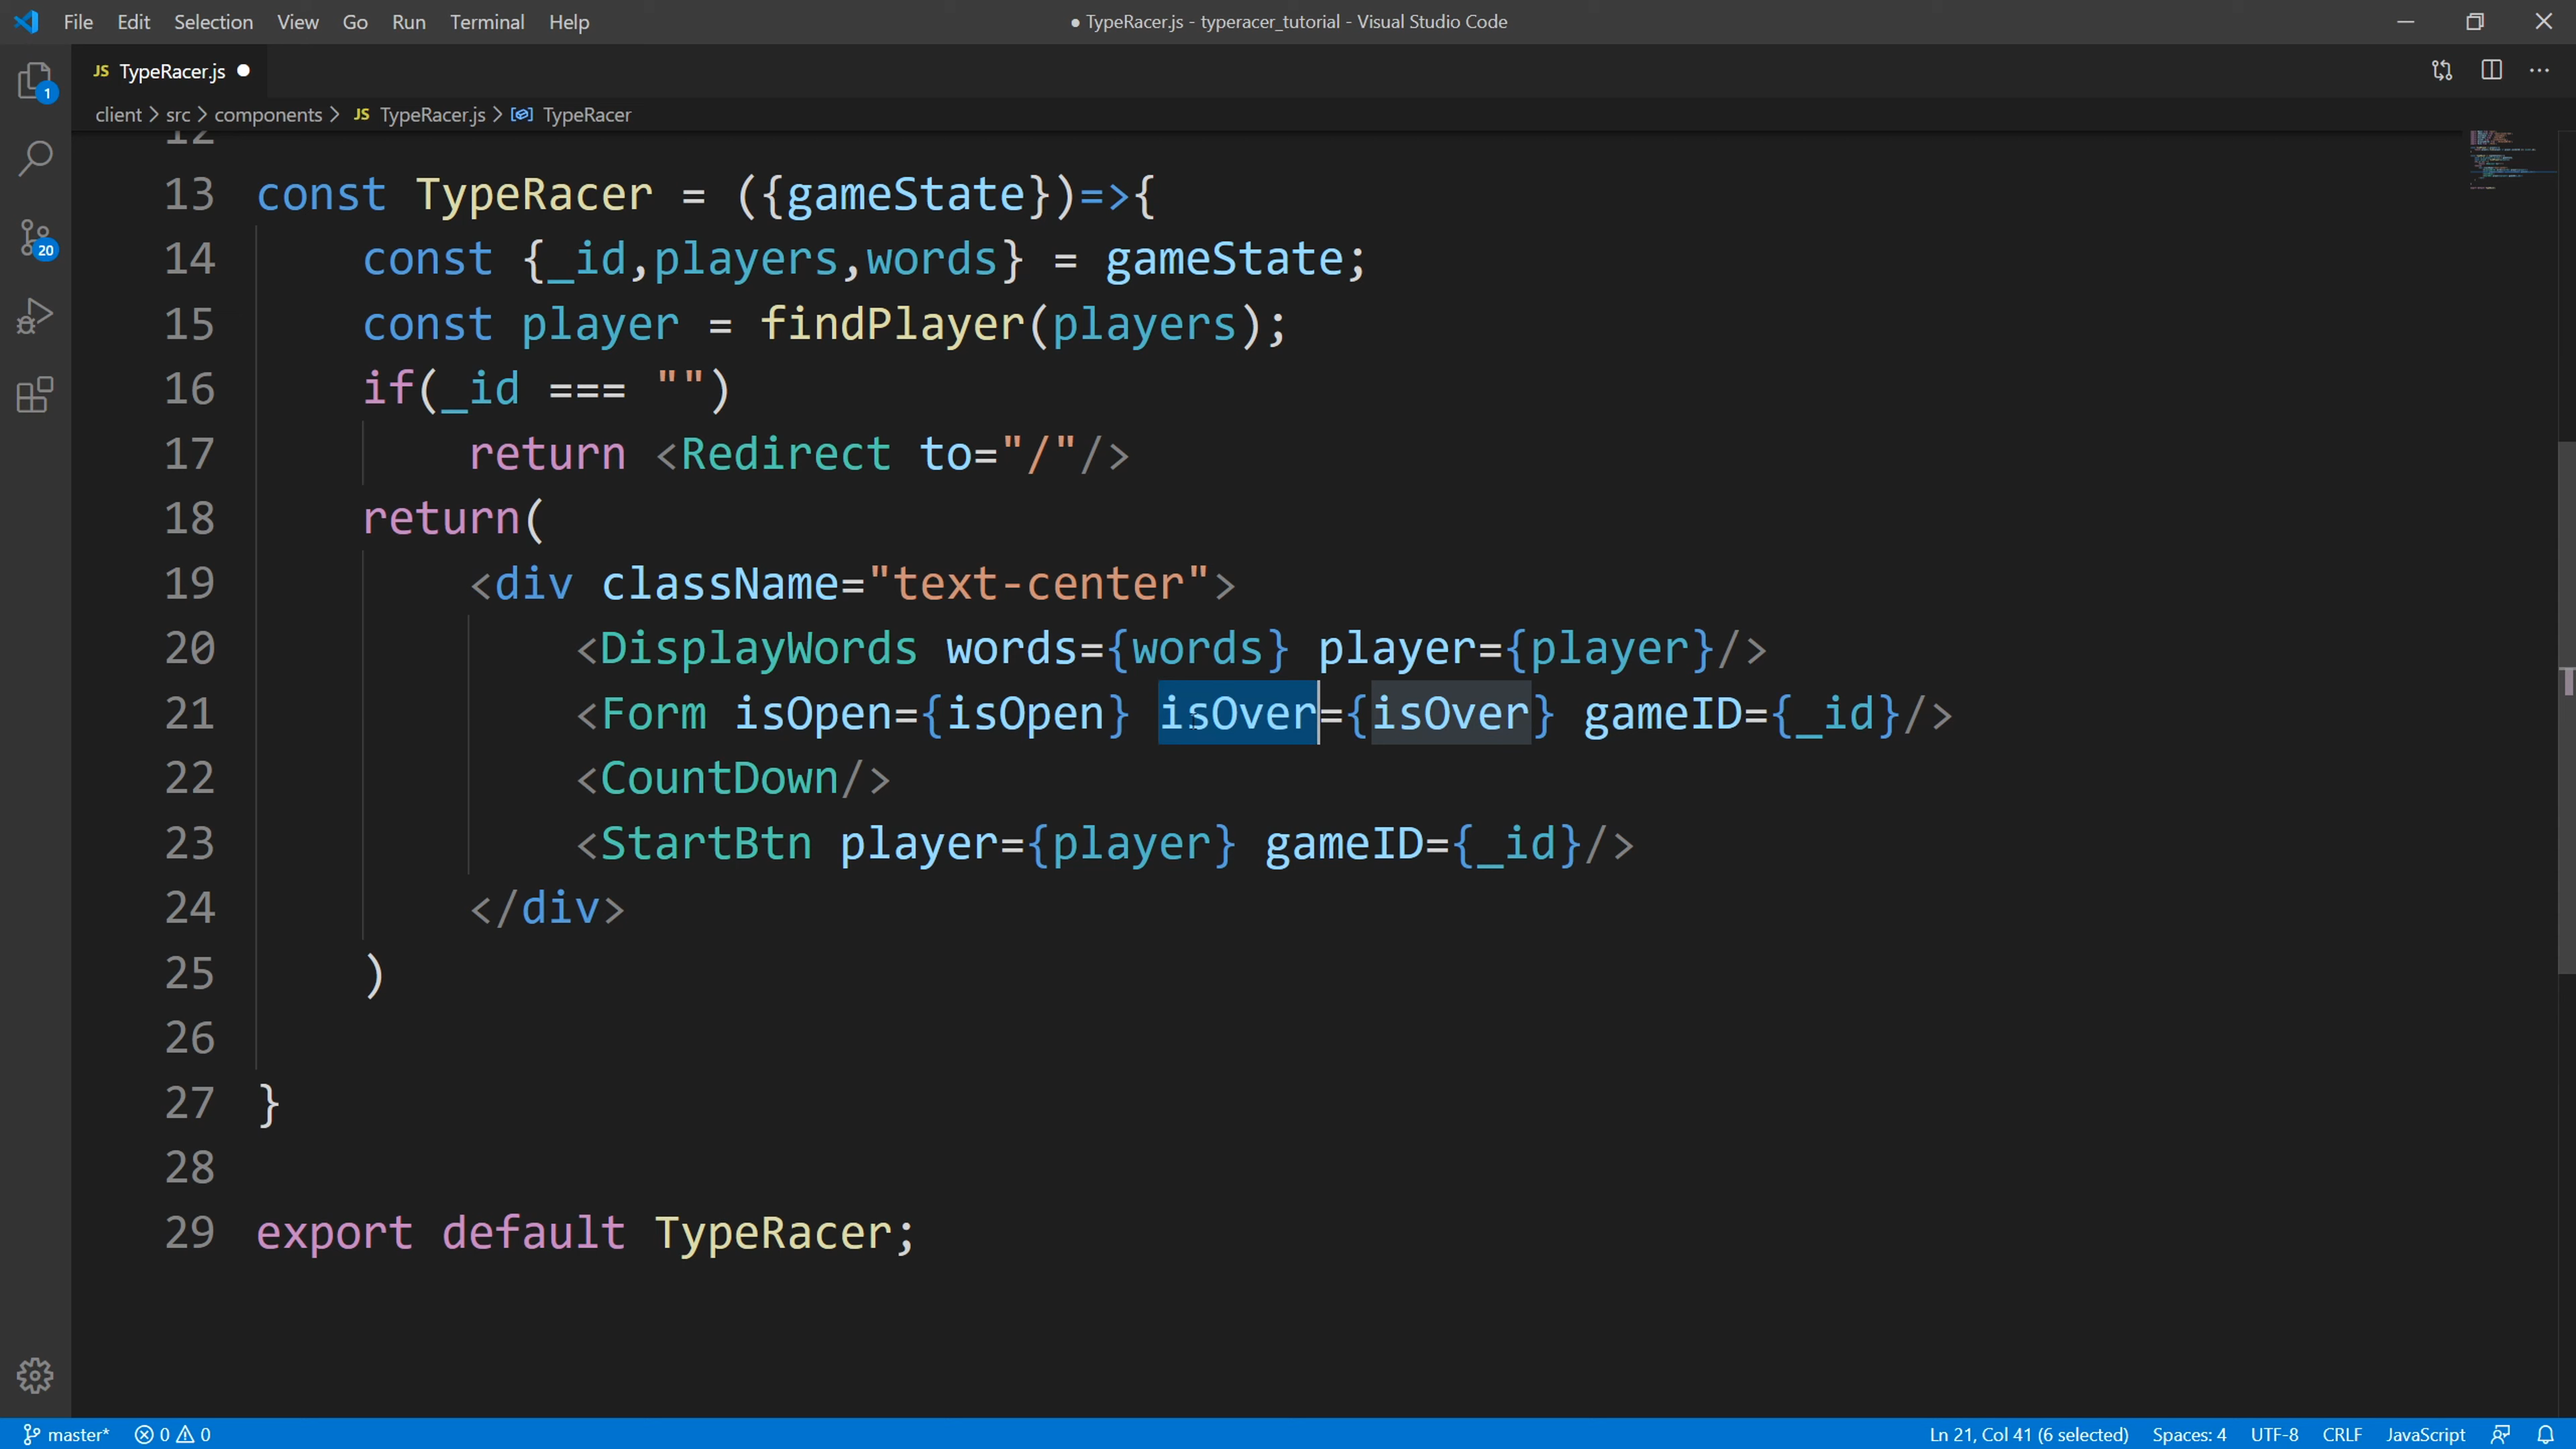 File Edit Selection View Go Run Terminal Help ● TypeRacer.js - typeracer_tutorial - Visual Studio Code
JS TypeRacer.js ●
1
20
client > src > components > JS TypeRacer.js > TypeRacer
12
13 const TypeRacer = ({gameState})=>{
14 const {_id,players,words} = gameState;
15 const player = findPlayer(players);
16 if(_id === "")
17 return <Redirect to="/"/>
18 return(
19 <div className="text-center">
20 <DisplayWords words={words} player={player}/>
21 <Form isOpen={isOpen} isOver={isOver} gameID={_id}/>
22 <CountDown/>
23 <StartBtn player={player} gameID={_id}/>
24 </div>
25 )
26
27 }
28
29 export default TypeRacer;
master* 0 0 Ln 21, Col 41 (6 selected) Spaces: 4 UTF-8 CRLF JavaScript